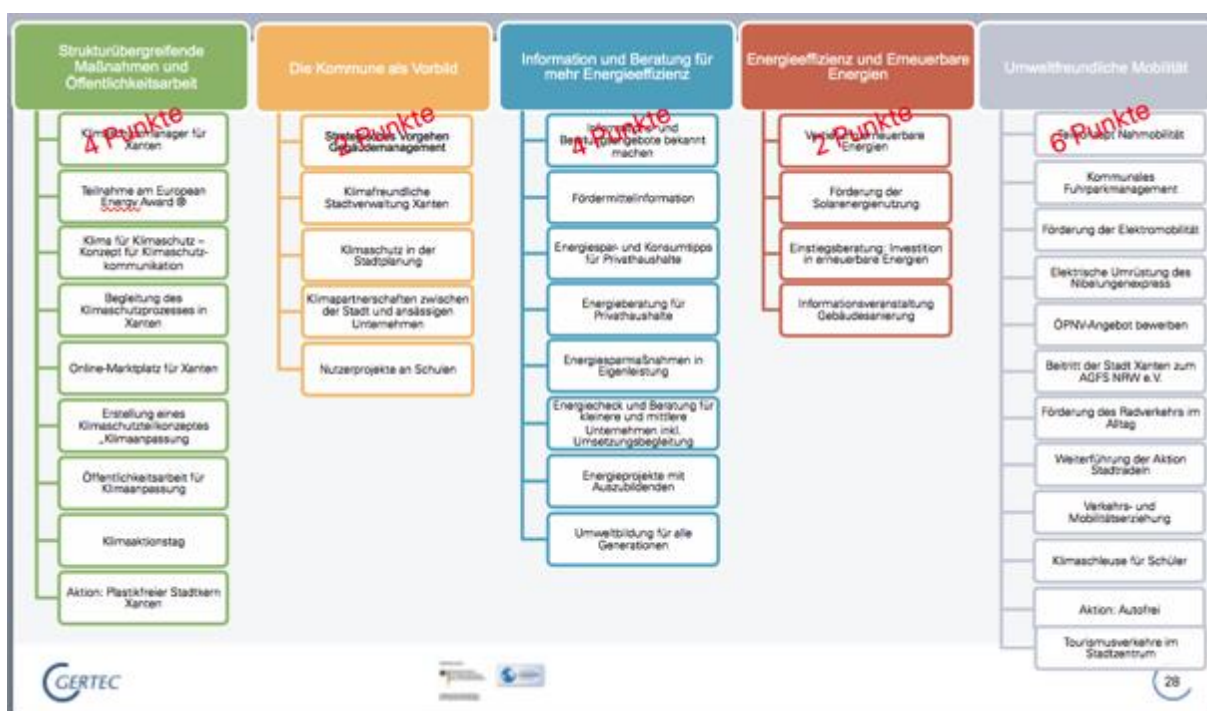 Strukturübergreifende
Maßnahmen und
Öffentlichkeitsarbeit
4 Punkte
Xanten
Teilnahme am European
Energy Award ®
Klima für Klimaschutz –
Konzept für Klimaschutz-
kommunikation
Begleitung des
Klimaschutzprozesses in
Xanten
Online-Marktplatz für Xanten
Erstellung eines
Klimaschutzteilkonzeptes
„Klimaanpassung
Öffentlichkeitsarbeit für
Klimaanpassung
Klimaaktionstag
Aktion: Plastikfreier Stadtkern
Xanten
Die Kommune als Vorbild
2 Punkte
Gebäudemanagement
Klimafreundliche
Stadtverwaltung Xanten
Klimaschutz in der
Stadtplanung
Klimapartnerschaften zwischen
der Stadt und ansässigen
Unternehmen
Nutzerprojekte an Schulen
Information und Beratung für
mehr Energieeffizienz
4 Punkte
bekannt
machen
Fördermittelinformation
Energiespar- und Konsumtipps
für Privathaushalte
Energieberatung für
Privathaushalte
Energiesparmaßnahmen in
Eigenleistung
Energiecheck und Beratung für
kleinere und mittlere
Unternehmen inkl.
Umsetzungsbegleitung
Energieprojekte mit
Auszubildenden
Umweltbildung für alle
Generationen
Energieeffizienz und Erneuerbare
Energien
2 Punkte
Energien
Förderung der
Solarenergienutzung
Einstiegsberatung: Investition
in erneuerbare Energien
Informationsveranstaltung
Gebäudesanierung
Umweltfreundliche Mobilität
6 Punkte
Nahmobilität
Kommunales
Fuhrparkmanagement
Förderung der Elektromobilität
Elektrische Umrüstung des
Nibelungenexpress
ÖPNV-Angebot bewerben
Beitritt der Stadt Xanten zum
AGFS NRW e.V.
Förderung des Radverkehrs im
Alltag
Weiterführung der Aktion
Stadtradeln
Verkehrs- und
Mobilitätserziehung
Klimaschleuse für Schüler
Aktion: Autofrei
Tourismusverkehre im
Stadtzentrum
GERTEC
28